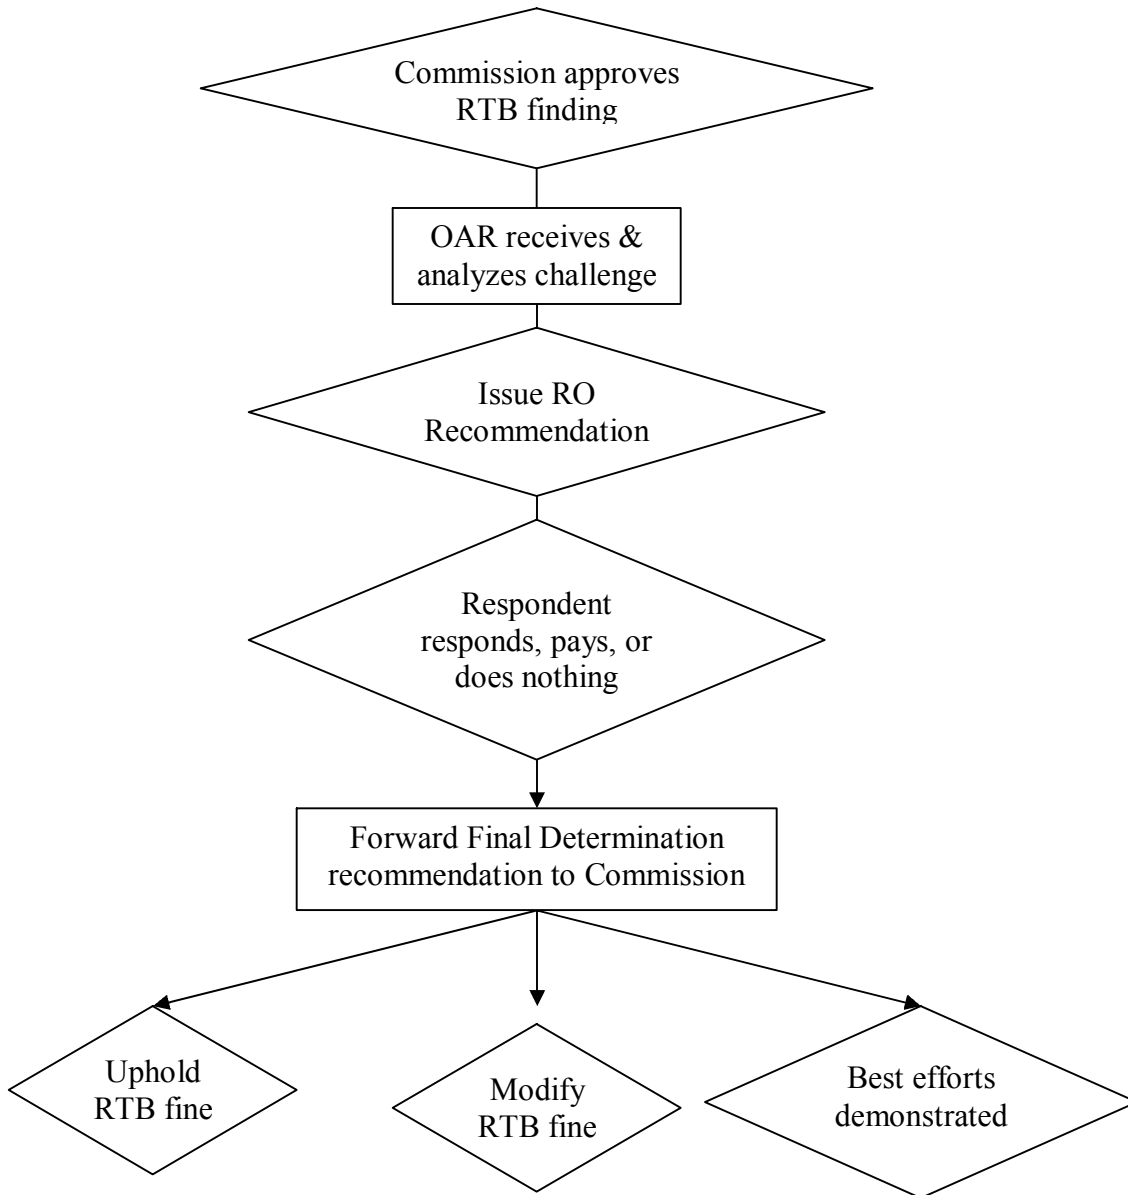 Commission approves
RTB finding
OAR receives &
analyzes challenge
Issue RO
Recommendation
Respondent
responds, pays, or
does nothing
Forward Final Determination
recommendation to Commission
Uphold
RTB fine
Modify
RTB fine
Best efforts
demonstrated